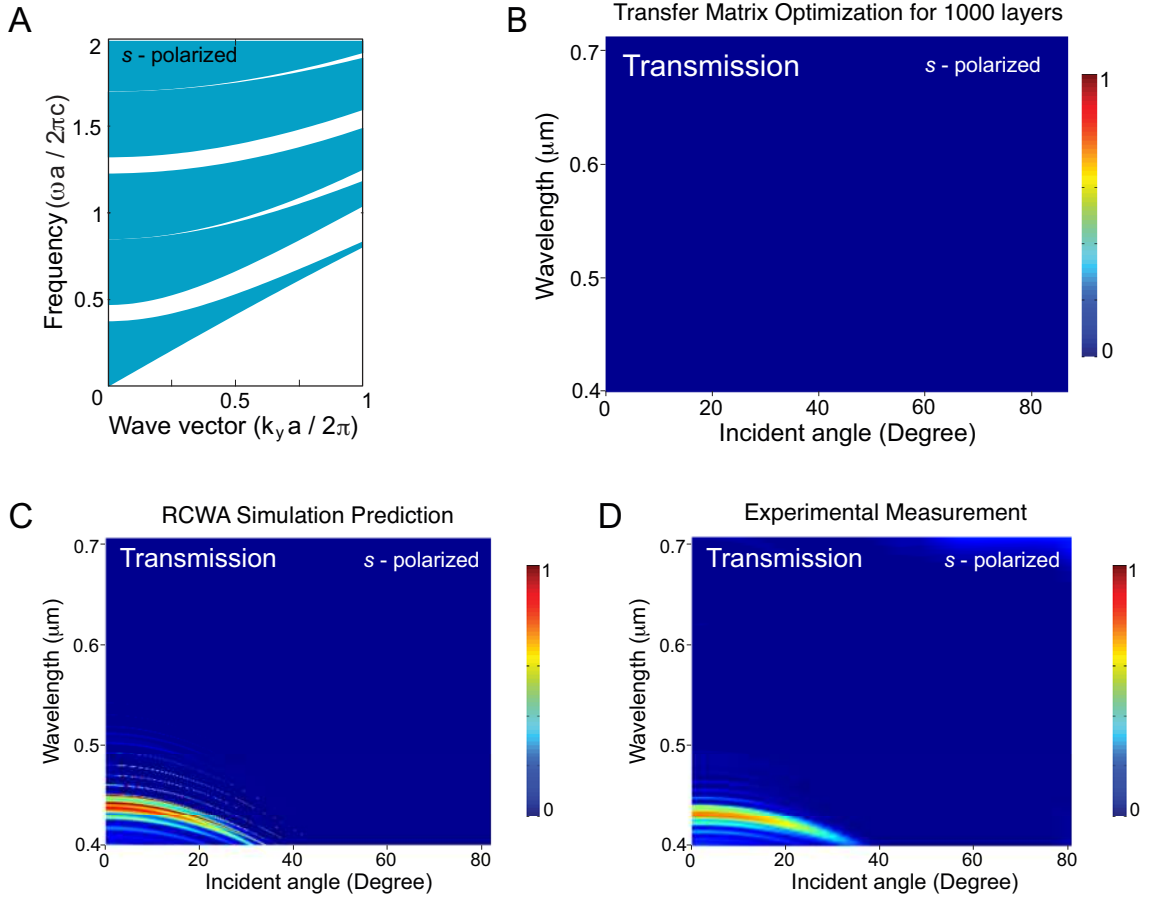 A
s - polarized
2
1.5
1
0.5
0
0.5
1
Frequency (ωa / 2πc)
Wave vector (kᵧ a / 2π)
B
Transfer Matrix Optimization for 1000 layers
Transmission
s - polarized
0.7
0.6
0.5
0.4
0
20
40
60
80
Wavelength (μm)
Incident angle (Degree)
1
0
C
RCWA Simulation Prediction
Transmission
s - polarized
0.7
0.6
0.5
0.4
0
20
40
60
80
Wavelength (μm)
Incident angle (Degree)
1
0
D
Experimental Measurement
Transmission
s - polarized
0.7
0.6
0.5
0.4
0
20
40
60
80
Wavelength (μm)
Incident angle (Degree)
1
0